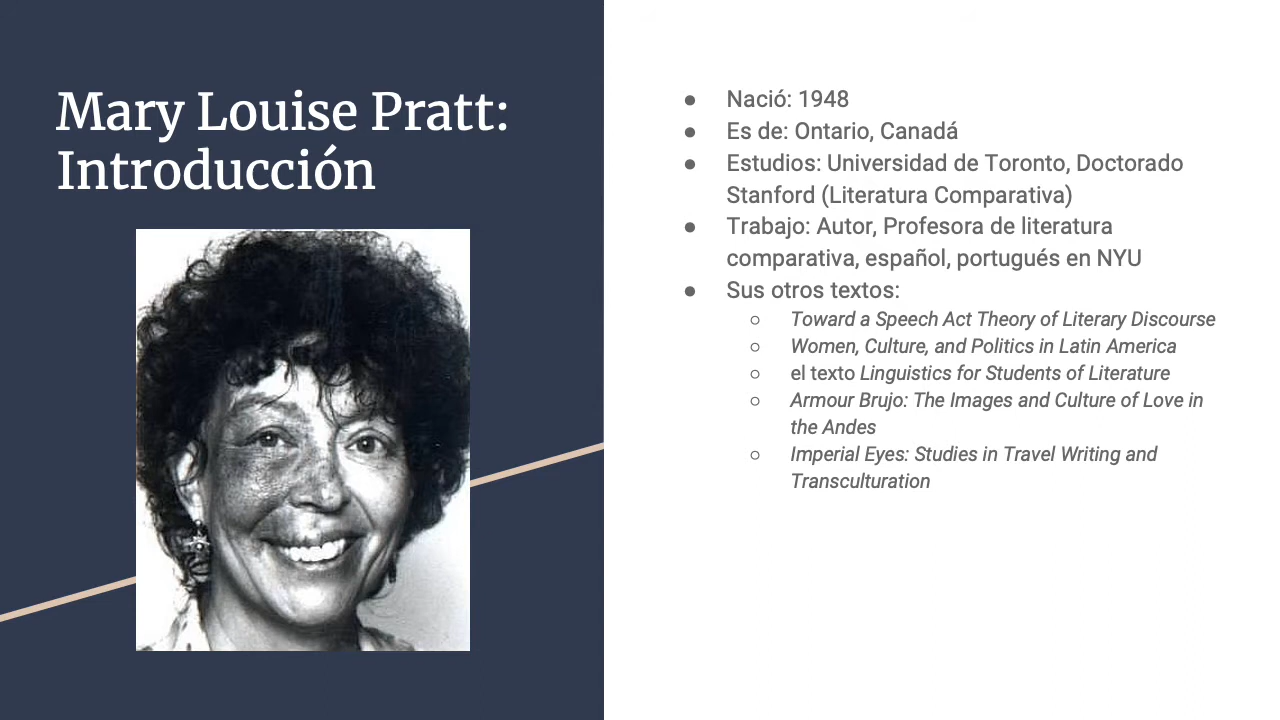 Mary Louise Pratt:
Introducción
● Nació: 1948
● Es de: Ontario, Canadá
● Estudios: Universidad de Toronto, Doctorado
Stanford (Literatura Comparativa)
● Trabajo: Autor, Profesora de literatura
comparativa, español, portugués en NYU
● Sus otros textos:
○ Toward a Speech Act Theory of Literary Discourse
○ Women, Culture, and Politics in Latin America
○ el texto Linguistics for Students of Literature
○ Armour Brujo: The Images and Culture of Love in
the Andes
○ Imperial Eyes: Studies in Travel Writing and
Transculturation